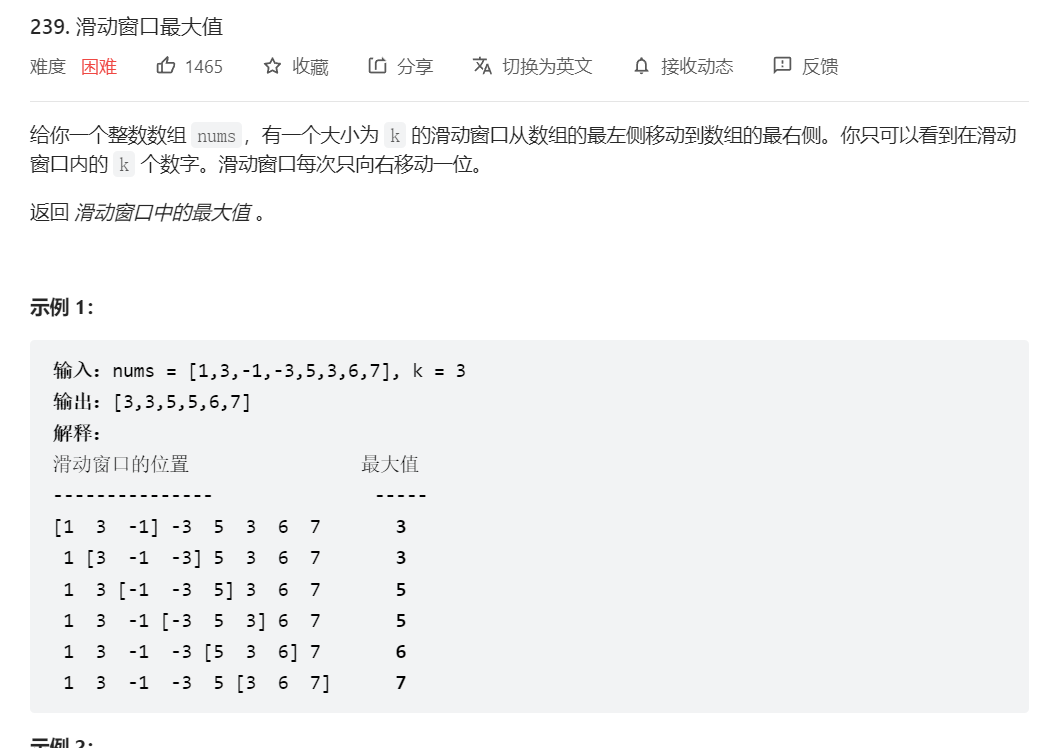 239. 滑动窗口最大值
难度 困难 1465 收藏 分享 切换为英文 接收动态 反馈
给你一个整数数组 nums，有一个大小为 k 的滑动窗口从数组的最左侧移动到数组的最右侧。你只可以看到在滑动
窗口内的 k 个数字。滑动窗口每次只向右移动一位。
返回 滑动窗口中的最大值 。
示例 1：
输入：nums = [1,3,-1,-3,5,3,6,7], k = 3
输出：[3,3,5,5,6,7]
解释：
滑动窗口的位置 最大值
--------------- -----
[1 3 -1] -3 5 3 6 7 3
1 [3 -1 -3] 5 3 6 7 3
1 3 [-1 -3 5] 3 6 7 5
1 3 -1 [-3 5 3] 6 7 5
1 3 -1 -3 [5 3 6] 7 6
1 3 -1 -3 5 [3 6 7] 7
示例 2：